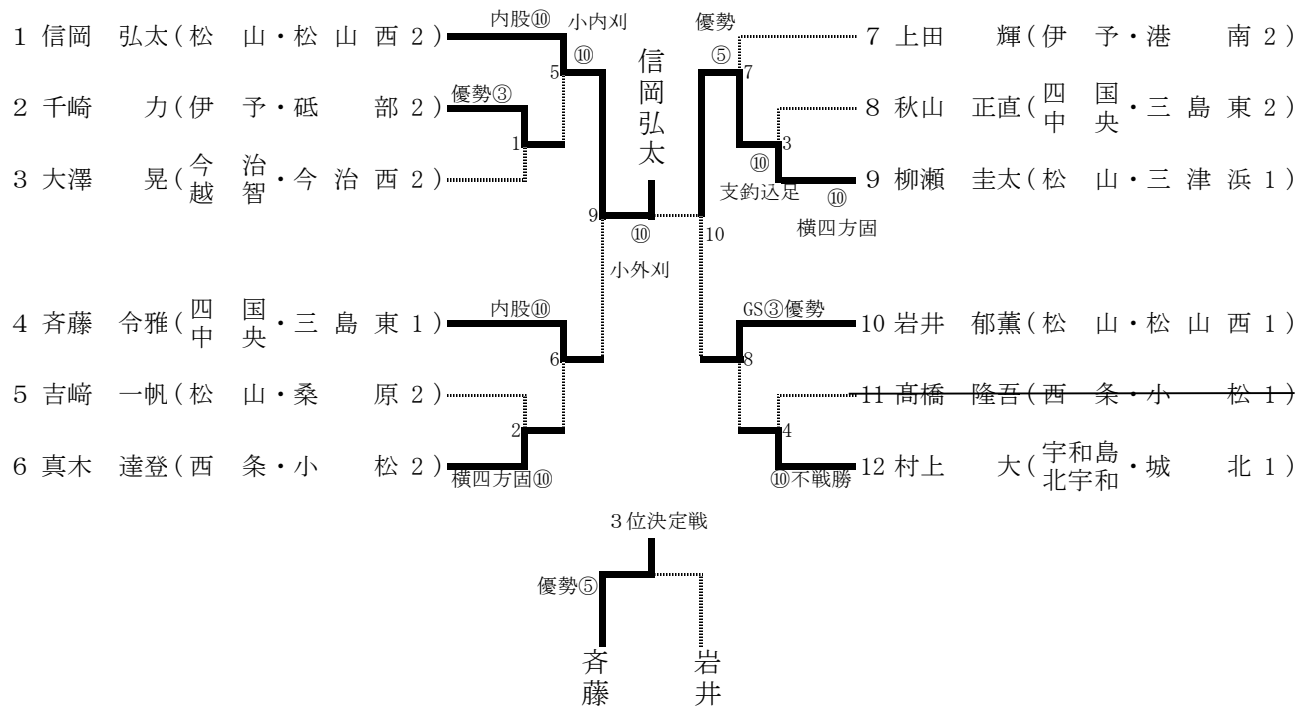 内股⑩ 小内刈 優勢
1 信岡 弘太(松 山・松 山 西 2) ⑩ ⑤ 7 上田 輝(伊 予・港 南 2)
5 7
信岡弘太
2 千崎 力(伊 予・砥 部 2) 優勢③ 8 秋山 正直(四国中央・三 島 東 2)
1 3
⑩
3 大澤 晃(今治越智・今 治 西 2) 支釣込足 9 柳瀬 圭太(松 山・三 津 浜 1)
⑩
9 ⑩ 10 横四方固
小外刈
内股⑩ GS③優勢
4 斉藤 令雅(四国中央・三 島 東 1) 10 岩井 郁薫(松 山・松 山 西 1)
6 8
5 吉﨑 一帆(松 山・桑 原 2) 11 髙橋 隆吾(西 条・小 松 1)
2 4
6 真木 達登(西 条・小 松 2) 横四方固⑩ ⑩不戦勝 12 村上 大(宇和島北宇和・城 北 1)
3位決定戦
優勢⑤
斉藤 岩井